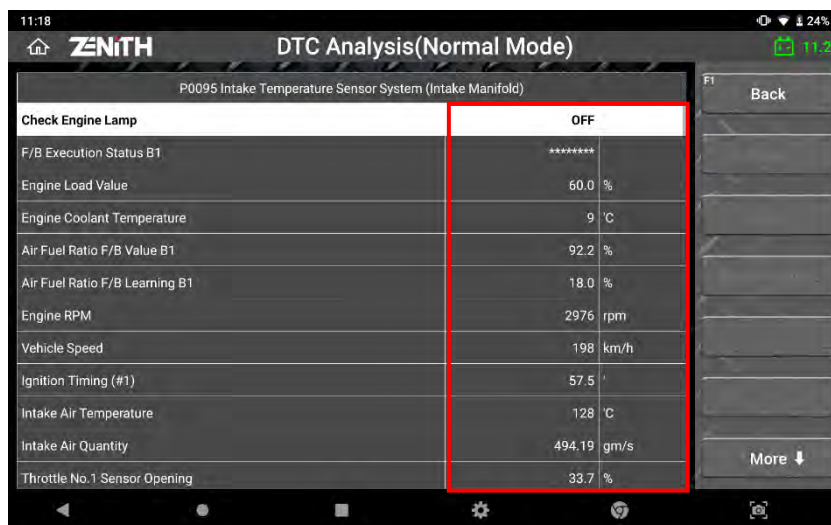 11:18 24%
ZENITH DTC Analysis(Normal Mode) 11.2
P0095 Intake Temperature Sensor System (Intake Manifold) F1 Back
Check Engine Lamp OFF
F/B Execution Status B1 ********
Engine Load Value 60.0 %
Engine Coolant Temperature 9 'C
Air Fuel Ratio F/B Value B1 92.2 %
Air Fuel Ratio F/B Learning B1 18.0 %
Engine RPM 2976 rpm
Vehicle Speed 198 km/h
Ignition Timing (#1) 57.5 '
Intake Air Temperature 128 'C
Intake Air Quantity 494.19 gm/s
More ⬇
Throttle No.1 Sensor Opening 33.7 %